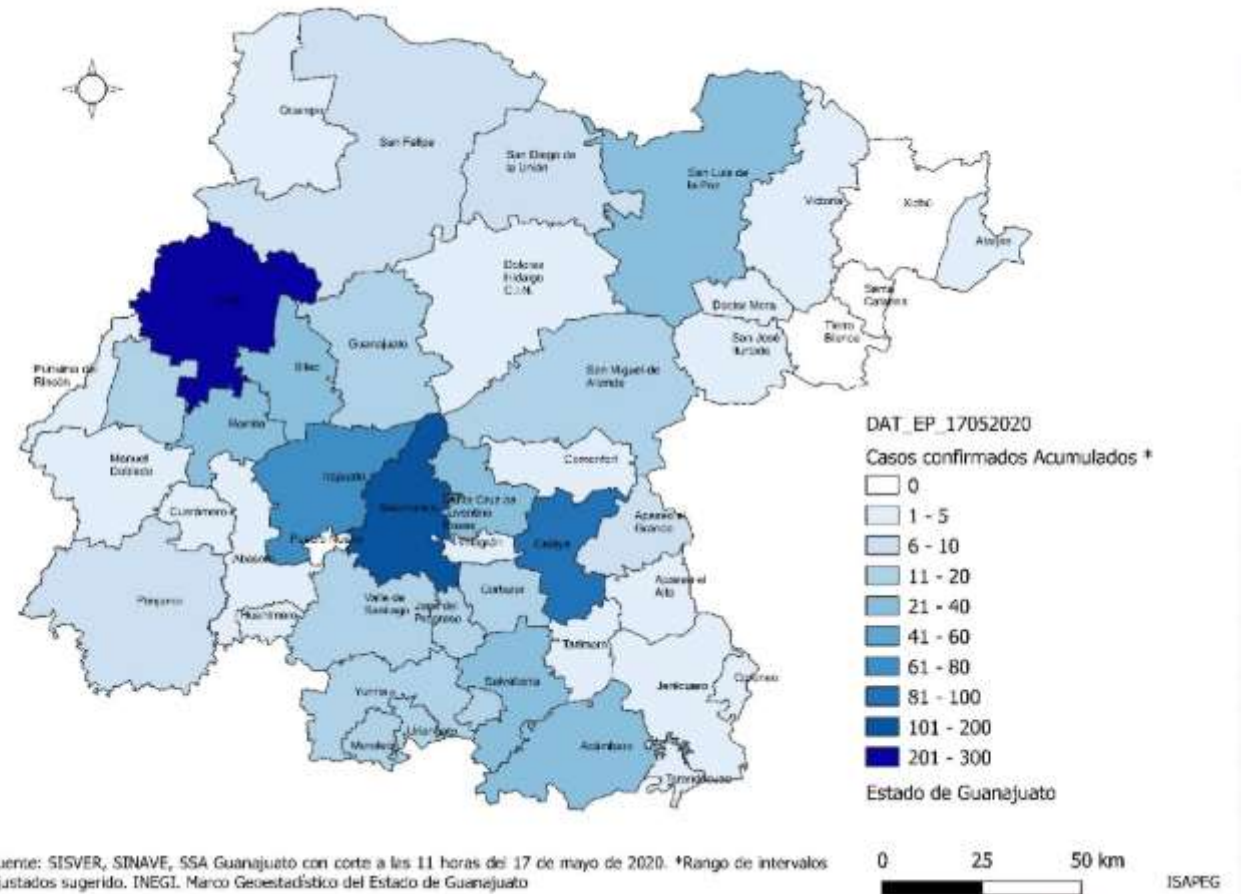 Ocampo
San Felipe
San Diego de
la Unión
San Luis de
la Paz
Victoria
Xichú
Atarjea
Dolores
Hidalgo
C.I.N.
Santa
Catarina
Doctor Mora
Tierra
Blanca
San José
Iturbide
Guanajuato
Silao
San Miguel de
Allende
Purísima del
Rincón
Romita
Manuel
Doblado
Irapuato
Salamanca
Comonfort
Cuerámaro
Santa Cruz de
Juventino
Rosas
Celaya
Apaseo el
Grande
Pueblo Nuevo
Villagrán
Abasolo
Pénjamo
Huanímaro
Valle de
Santiago
Jaral del
Progreso
Cortazar
Apaseo el
Alto
Tarimoro
Jerécuaro
Coroneo
Yuriria
Salvatierra
Uriangato
Moroleón
Acámbaro
Tarandacuao
DAT_EP_17052020
Casos confirmados Acumulados *
0
1 - 5
6 - 10
11 - 20
21 - 40
41 - 60
61 - 80
81 - 100
101 - 200
201 - 300
Estado de Guanajuato
uente: SISVER, SINAVE, SSA Guanajuato con corte a las 11 horas del 17 de mayo de 2020. *Rango de intervalos
justados sugerido. INEGI. Marco Geoestadístico del Estado de Guanajuato
0 25 50 km
ISAPEG